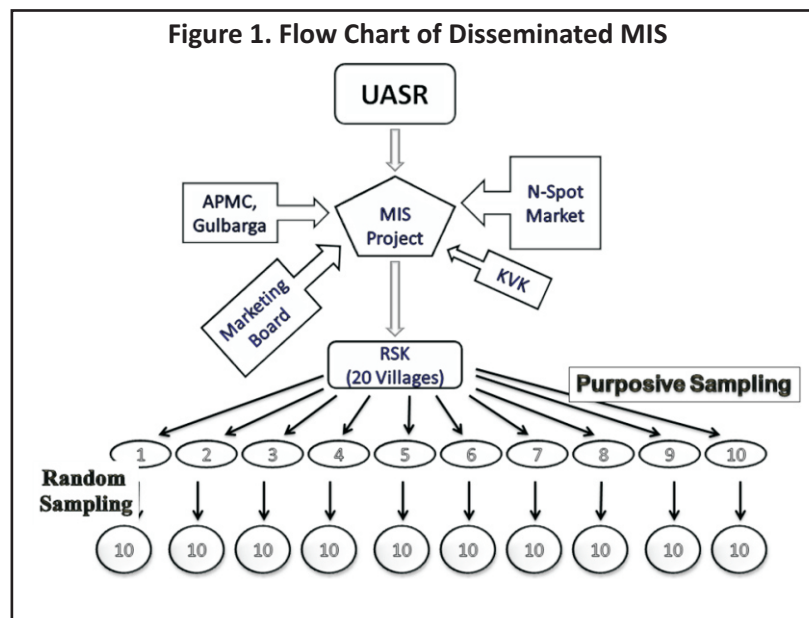 Figure 1. Flow Chart of Disseminated MIS
UASR
APMC,
Gulbarga
MIS
Project
N-Spot
Market
Marketing
Board
KVK
RSK
(20 Villages)
Purposive Sampling
1 2 3 4 5 6 7 8 9 10
Random
Sampling
10 10 10 10 10 10 10 10 10 10